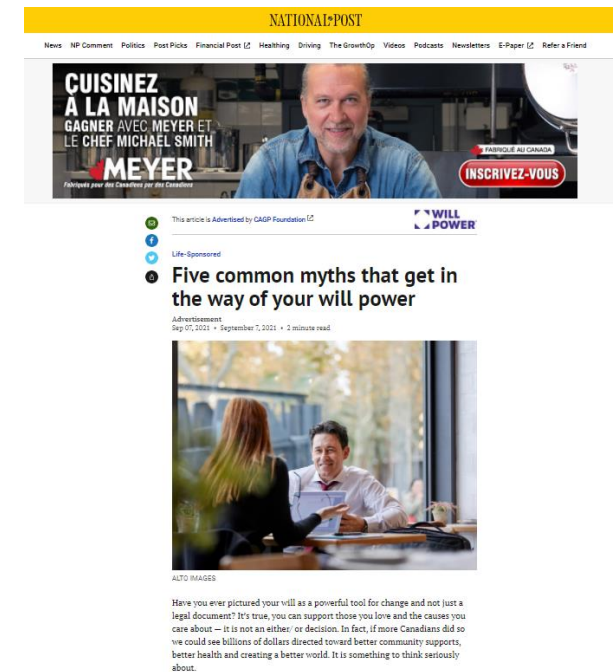 NATIONAL POST
News NP Comment Politics Post Picks Financial Post Healthing Driving The GrowthOp Videos Podcasts Newsletters E-Paper Refer a Friend
CUISINEZ
À LA MAISON
GAGNER AVEC MEYER ET
LE CHEF MICHAEL SMITH
MEYER
Fabriqués pour des Canadiens par des Canadiens
FABRIQUÉ AU CANADA
INSCRIVEZ-VOUS
This article is Advertised by CAGP Foundation
WILL
POWER
Life-Sponsored
Five common myths that get in
the way of your will power
Advertisement
Sep 07, 2021 • September 7, 2021 • 2 minute read
ALTO IMAGES
Have you ever pictured your will as a powerful tool for change and not just a
legal document? It's true, you can support those you love and the causes you
care about — it is not an either/ or decision. In fact, if more Canadians did so
we could see billions of dollars directed toward better community supports,
better health and creating a better world. It is something to think seriously
about.